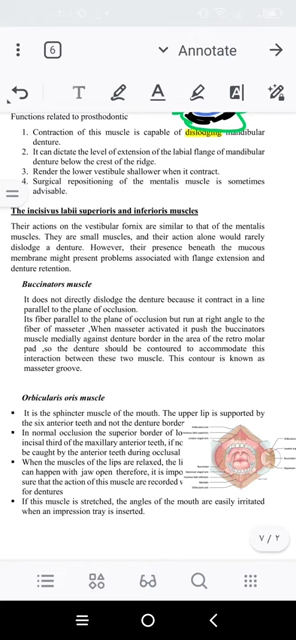 6
Annotate
Functions related to prosthodontic
1. Contraction of this muscle is capable of dislodging mandibular
denture.
2. It can dictate the level of extension of the labial flange of mandibular
denture below the crest of the ridge.
3. Render the lower vestibule shallower when it contract.
4. Surgical repositioning of the mentalis muscle is sometimes
advisable.
The incisivus labii superioris and inferioris muscles
Their actions on the vestibular fornix are similar to that of the mentalis
muscles. They are small muscles, and their action alone would rarely
dislodge a denture. However, their presence beneath the mucous
membrane might present problems associated with flange extension and
denture retention.
Buccinators muscle
It does not directly dislodge the denture because it contract in a line
parallel to the plane of occlusion.
Its fiber parallel to the plane of occlusion but run at right angle to the
fiber of masseter ,When masseter activated it push the buccinators
muscle medially against denture border in the area of the retro molar
pad ,so the denture should be contoured to accommodate this
interaction between these two muscle. This contour is known as
masseter groove.
Orbicularis oris muscle
• It is the sphincter muscle of the mouth. The upper lip is supported by
the six anterior teeth and not the denture border
• In normal occlusion the superior border of lo
incisal third of the maxillary anterior teeth, if no
be caught by the anterior teeth during occlusal
• When the muscles of the lips are relaxed, the li
can happen with jaw open therefore, it is impo
sure that the action of this muscle are recorded
for dentures
• If this muscle is stretched, the angles of the mouth are easily irritated
when an impression tray is inserted.
٧ / ٢